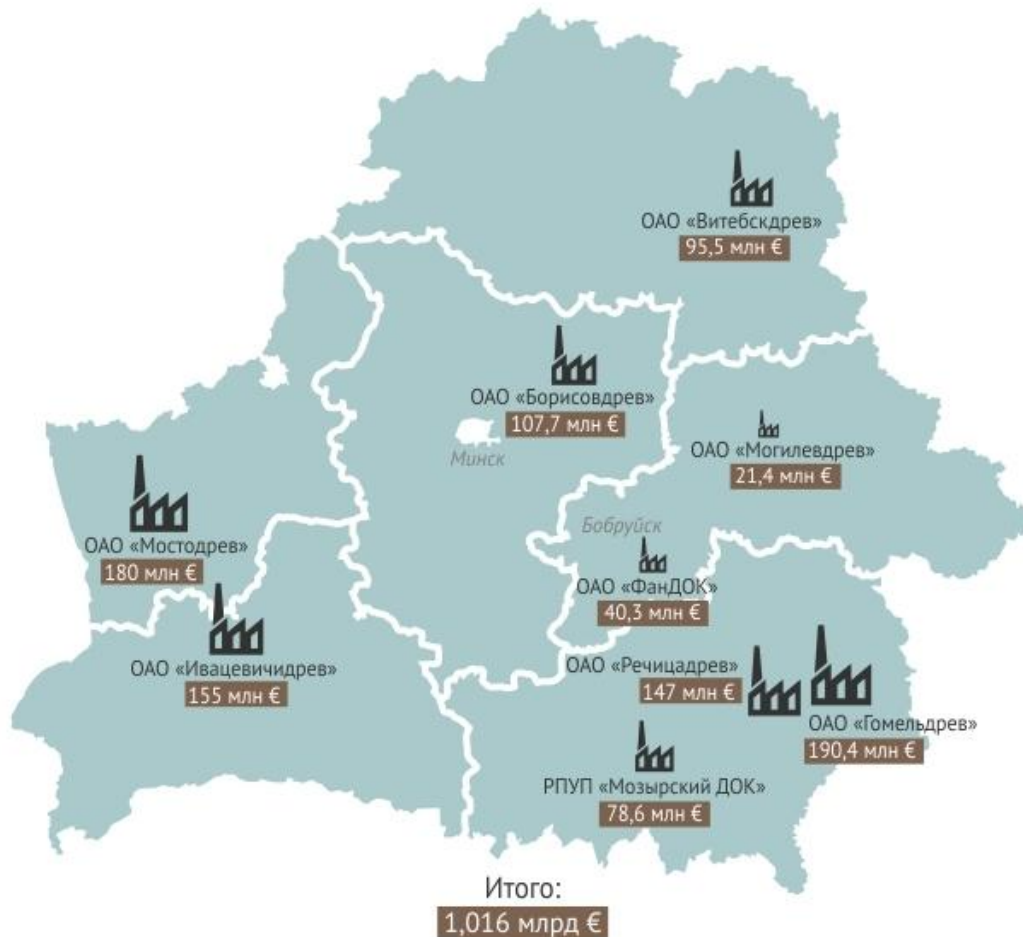 ОАО «Витебскдрев»
95,5 млн €
ОАО «Борисовдрев»
107,7 млн €
Минск
ОАО «Могилевдрев»
21,4 млн €
ОАО «Мостодрев»
180 млн €
Бобруйск
ОАО «ФанДОК»
40,3 млн €
ОАО «Ивацевичидрев»
155 млн €
ОАО «Речицадрев»
147 млн €
ОАО «Гомельдрев»
190,4 млн €
РПУП «Мозырский ДОК»
78,6 млн €
Итого:
1,016 млрд €